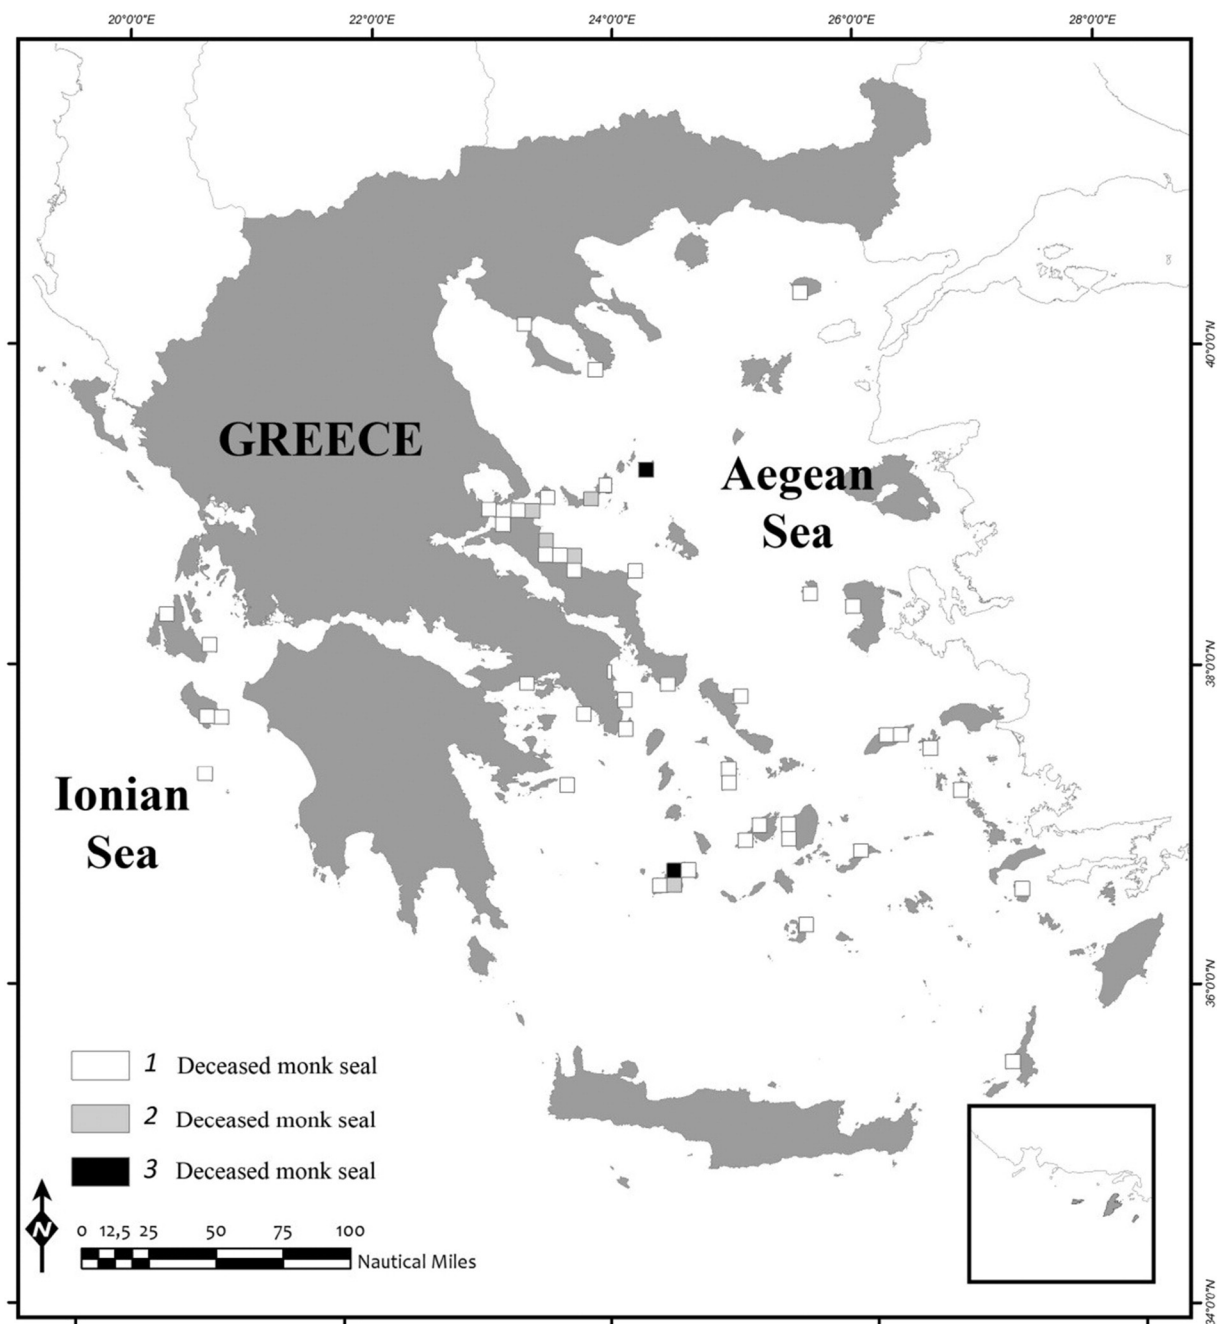 20°0'0"E 22°0'0"E 24°0'0"E 26°0'0"E 28°0'0"E
40°0'0"N
GREECE
Aegean
Sea
38°0'0"N
Ionian
Sea
36°0'0"N
1 Deceased monk seal
2 Deceased monk seal
3 Deceased monk seal
N
0 12,5 25 50 75 100
Nautical Miles
34°0'0"N